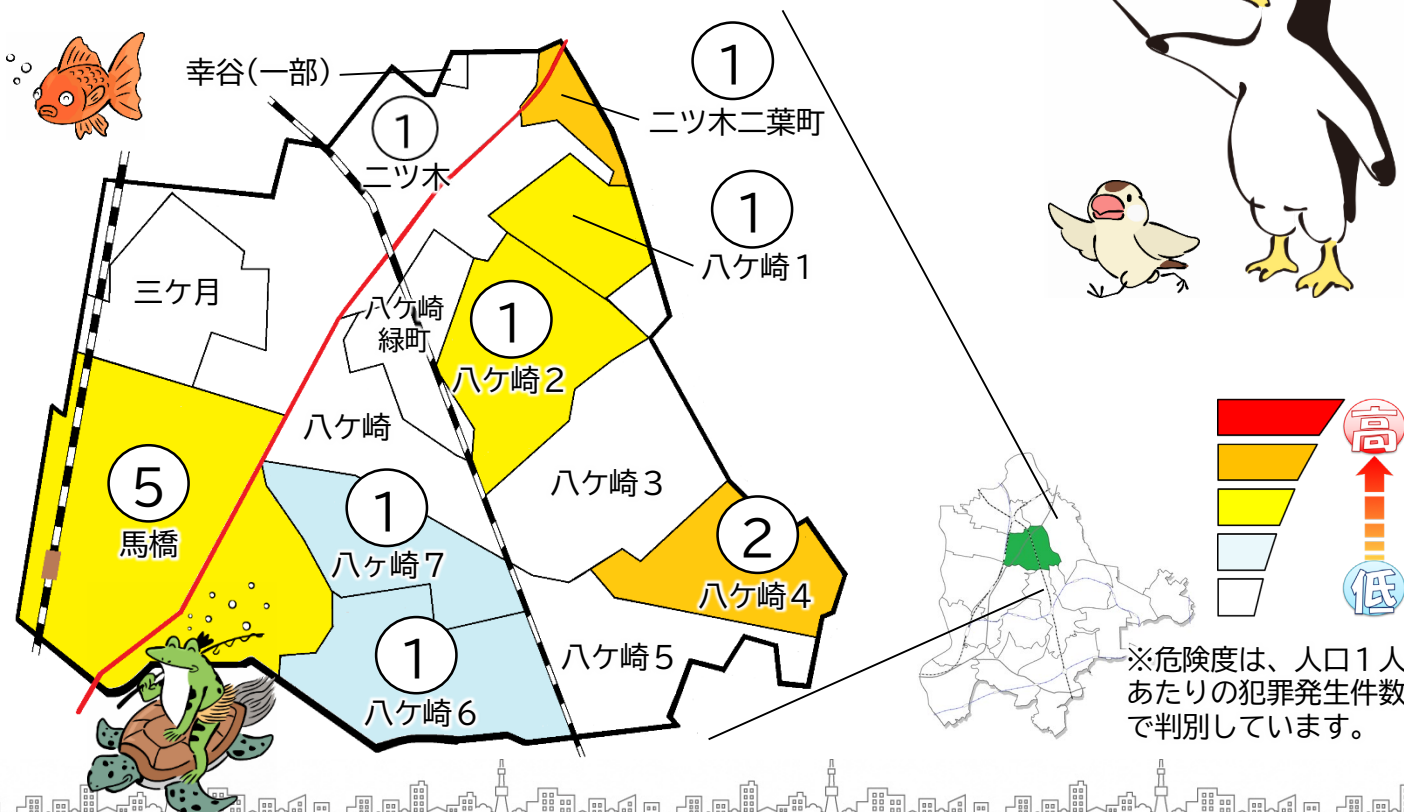 幸谷(一部)
①
二ツ木
①
二ツ木二葉町
①
八ケ崎1
三ケ月
八ケ崎
緑町
①
八ケ崎2
八ケ崎
⑤
馬橋
①
八ヶ崎7
八ケ崎3
②
八ケ崎4
①
八ケ崎6
八ケ崎5
高
低
※危険度は、人口1人
あたりの犯罪発生件数
で判別しています。